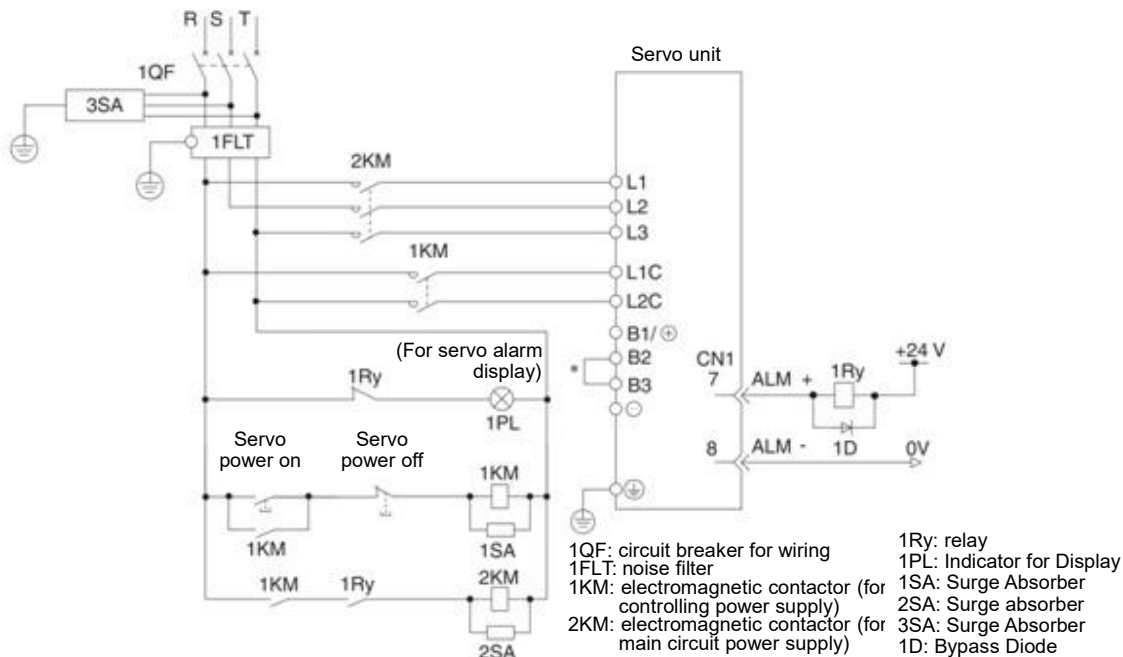 R S T
Servo unit
1QF
3SA
1FLT
2KM
L1
L2
L3
1KM
L1C
L2C
B1/⊕
(For servo alarm
display)
B2
CN1
+24 V
*
1Ry
B3
7
ALM +
1Ry
1PL
⊖
Servo
power on
Servo
power off
8
ALM -
1D
0V
1KM
1KM
1SA
1KM
1Ry
2KM
2SA
1QF: circuit breaker for wiring
1FLT: noise filter
1KM: electromagnetic contactor (for
controlling power supply)
2KM: electromagnetic contactor (for
main circuit power supply)
1Ry: relay
1PL: Indicator for Display
1SA: Surge Absorber
2SA: Surge absorber
3SA: Surge Absorber
1D: Bypass Diode